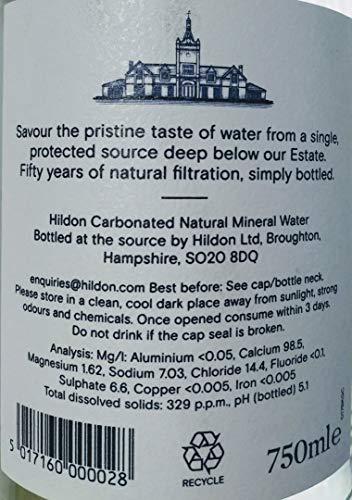 Savour the pristine taste of water from a single,
protected source deep below our Estate.
Fifty years of natural filtration, simply bottled.
Hildon Carbonated Natural Mineral Water
Bottled at the source by Hildon Ltd, Broughton,
Hampshire, SO20 8DQ
enquiries@hildon.com Best before: See cap/bottle neck.
Please store in a clean, cool dark place away from sunlight, strong
odours and chemicals. Once opened consume within 3 days.
Do not drink if the cap seal is broken.
Analysis: Mg/l: Aluminium <0.05, Calcium 98.5,
Magnesium 1.62, Sodium 7.03, Chloride 14.4, Fluoride <0.1,
Sulphate 6.6, Copper <0.005, Iron <0.005
Total dissolved solids: 329 p.p.m., pH (bottled) 5.1
5 017160 000028
RECYCLE
750mle